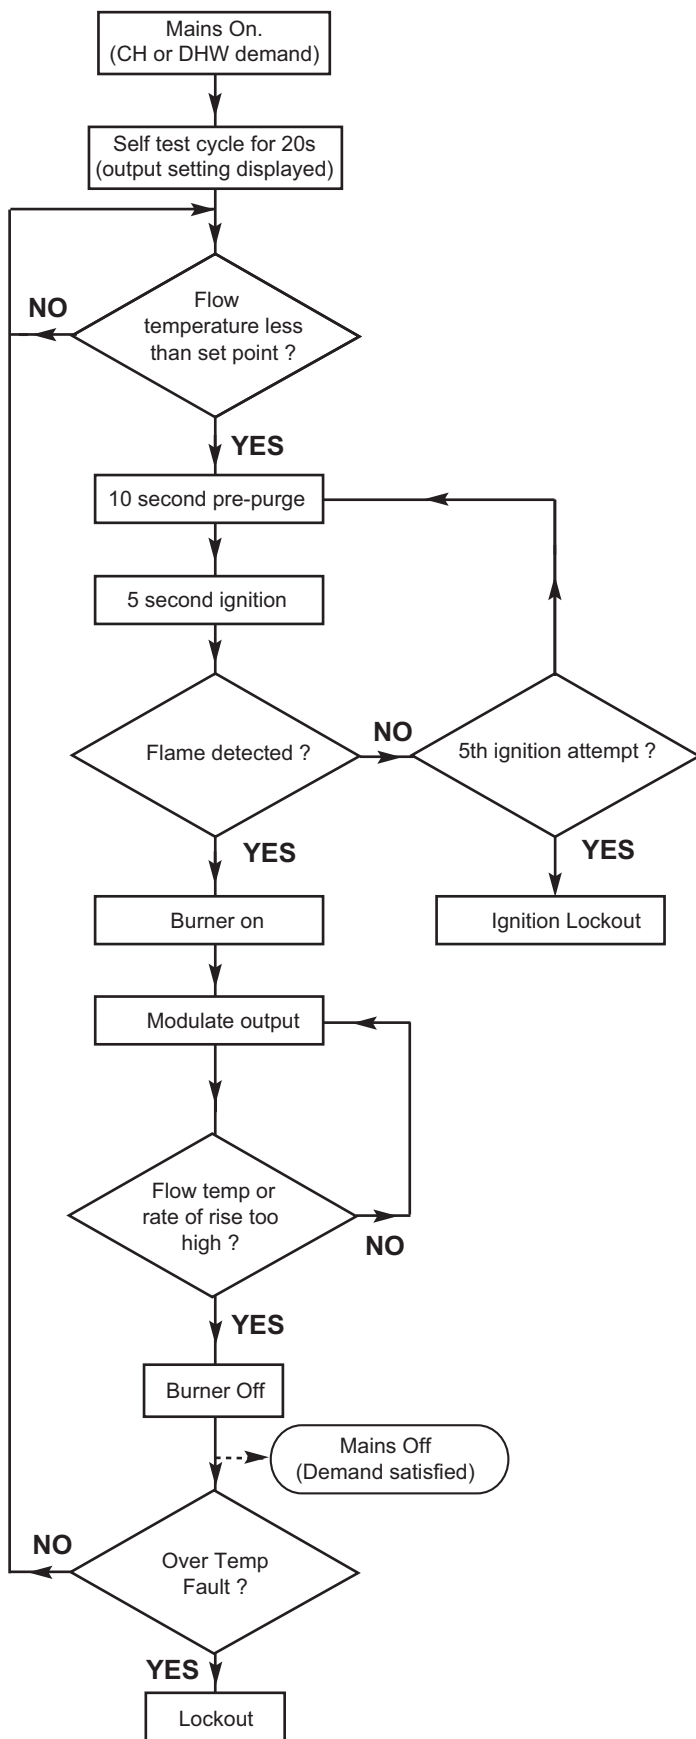 Mains On.
(CH or DHW demand)
Self test cycle for 20s
(output setting displayed)
NO
Flow
temperature less
than set point ?
YES
10 second pre-purge
5 second ignition
Flame detected ?
NO
5th ignition attempt ?
YES
YES
Burner on
Ignition Lockout
Modulate output
Flow temp or
rate of rise too
high ?
NO
YES
Burner Off
Mains Off
(Demand satisfied)
NO
Over Temp
Fault ?
YES
Lockout